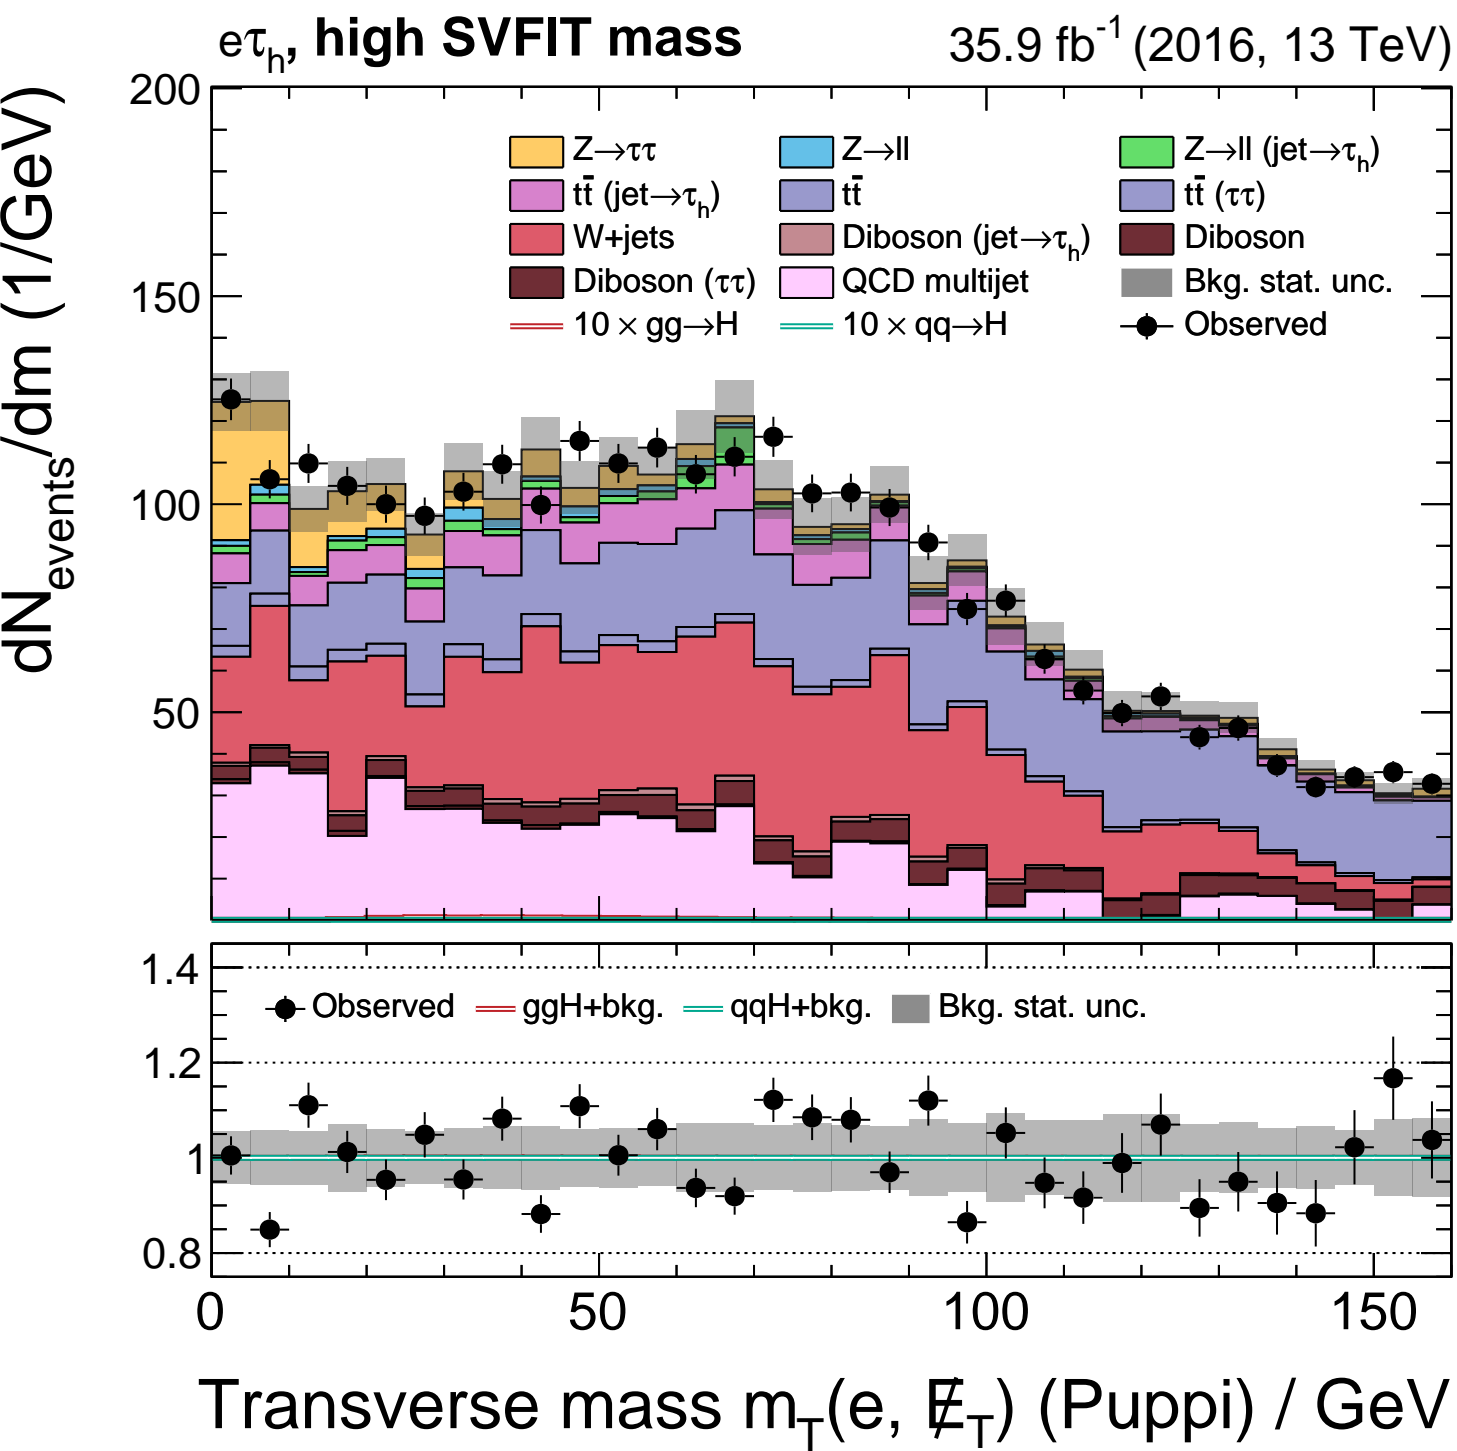 eτh, high SVFIT mass 35.9 fb-1 (2016, 13 TeV)
dNevents/dm (1/GeV)
200
150
100
50
Z→ττ Z→ll Z→ll (jet→τh)
tt̄ (jet→τh) tt̄ tt̄ (ττ)
W+jets Diboson (jet→τh) Diboson
Diboson (ττ) QCD multijet Bkg. stat. unc.
10 × gg→H 10 × qq→H Observed
1.4
1.2
1
0.8
Observed ggH+bkg. qqH+bkg. Bkg. stat. unc.
0 50 100 150
Transverse mass mT(e, E̸T) (Puppi) / GeV